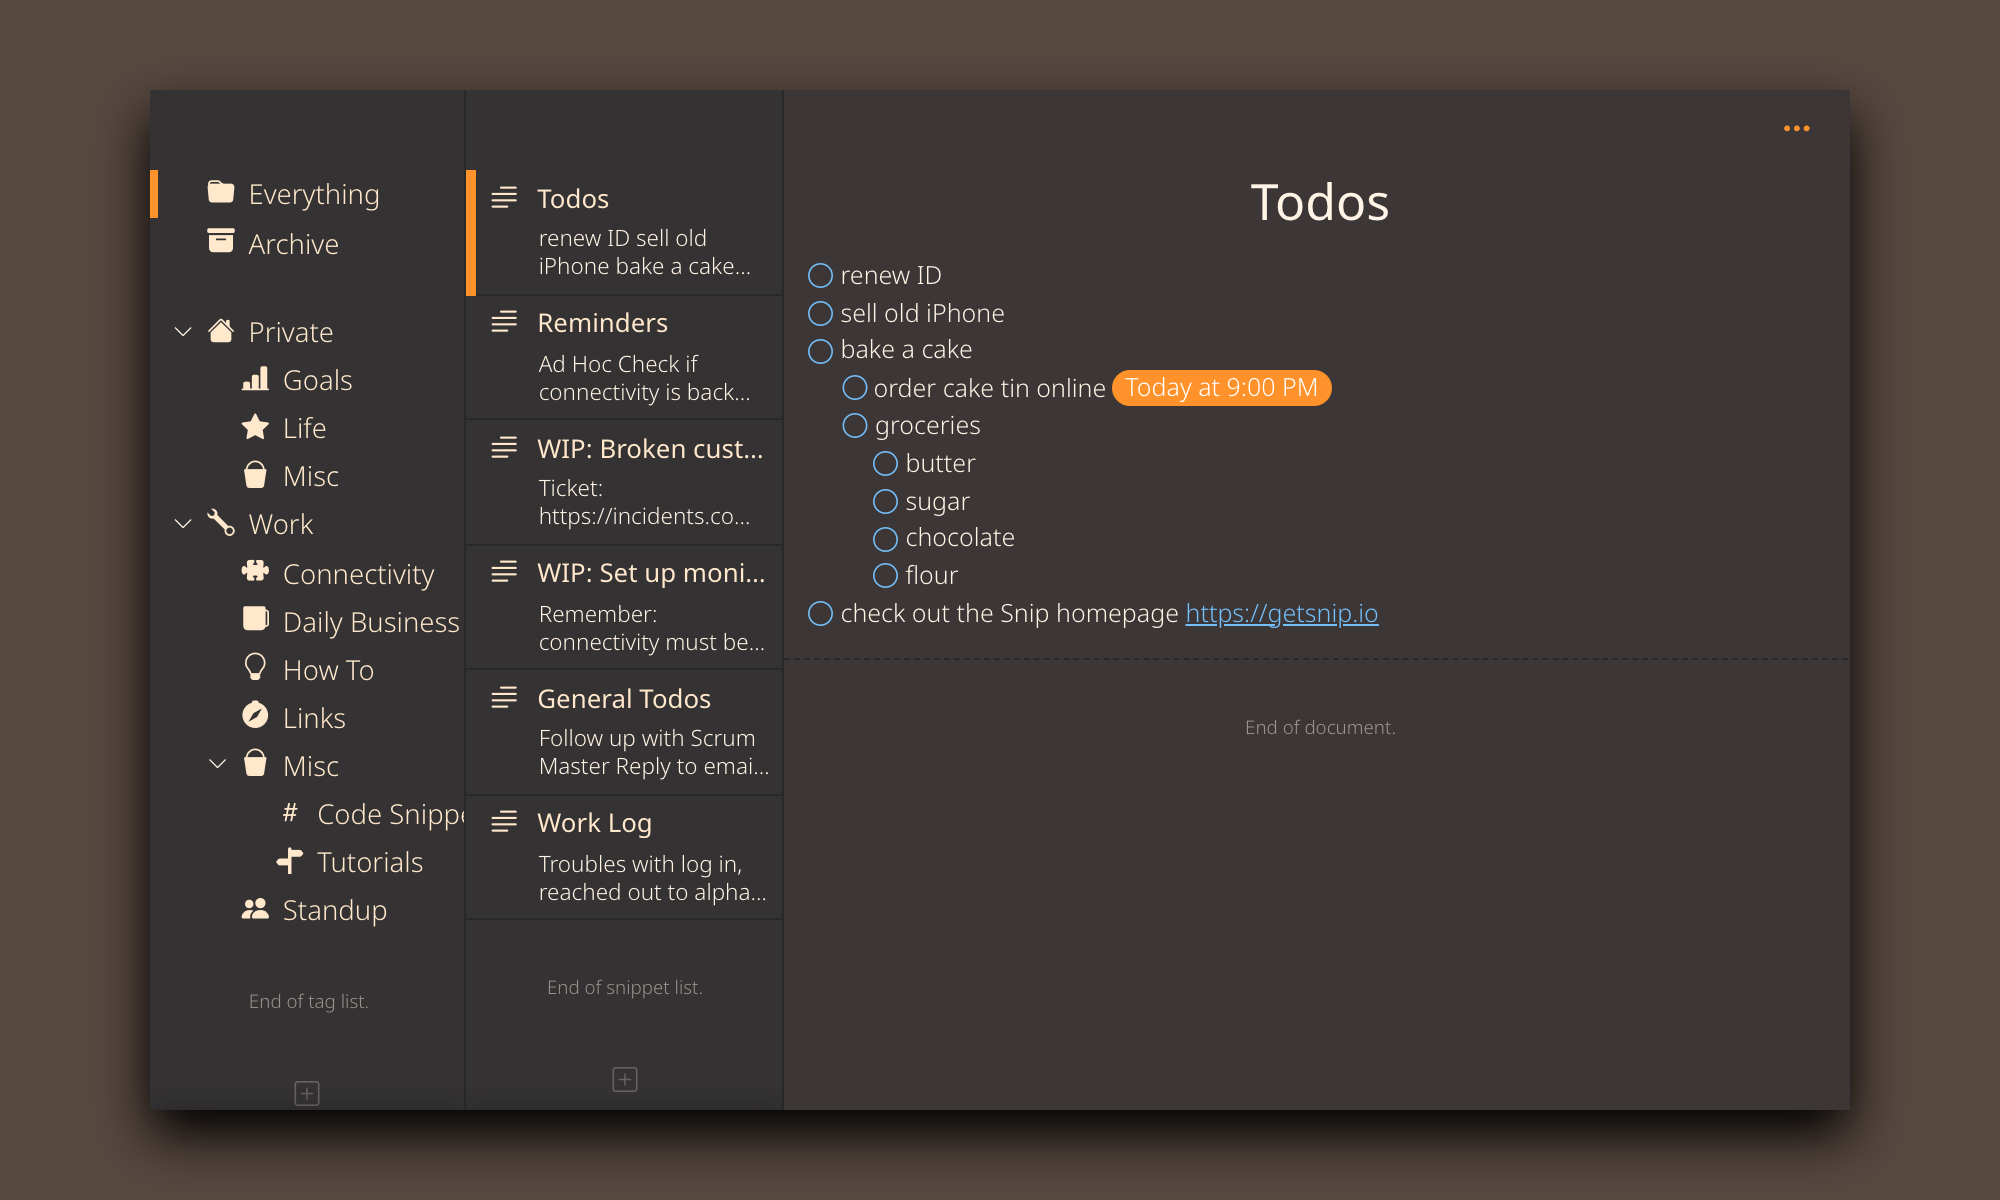 Everything
Archive
Private
Goals
Life
Misc
Work
Connectivity
Daily Business
How To
Links
Misc
# Code Snippe
Tutorials
Standup
End of tag list.
Todos
renew ID sell old
iPhone bake a cake...
Reminders
Ad Hoc Check if
connectivity is back...
WIP: Broken cust...
Ticket:
https://incidents.co...
WIP: Set up moni...
Remember:
connectivity must be...
General Todos
Follow up with Scrum
Master Reply to emai...
Work Log
Troubles with log in,
reached out to alpha...
End of snippet list.
Todos
renew ID
sell old iPhone
bake a cake
order cake tin online Today at 9:00 PM
groceries
butter
sugar
chocolate
flour
check out the Snip homepage https://getsnip.io
End of document.